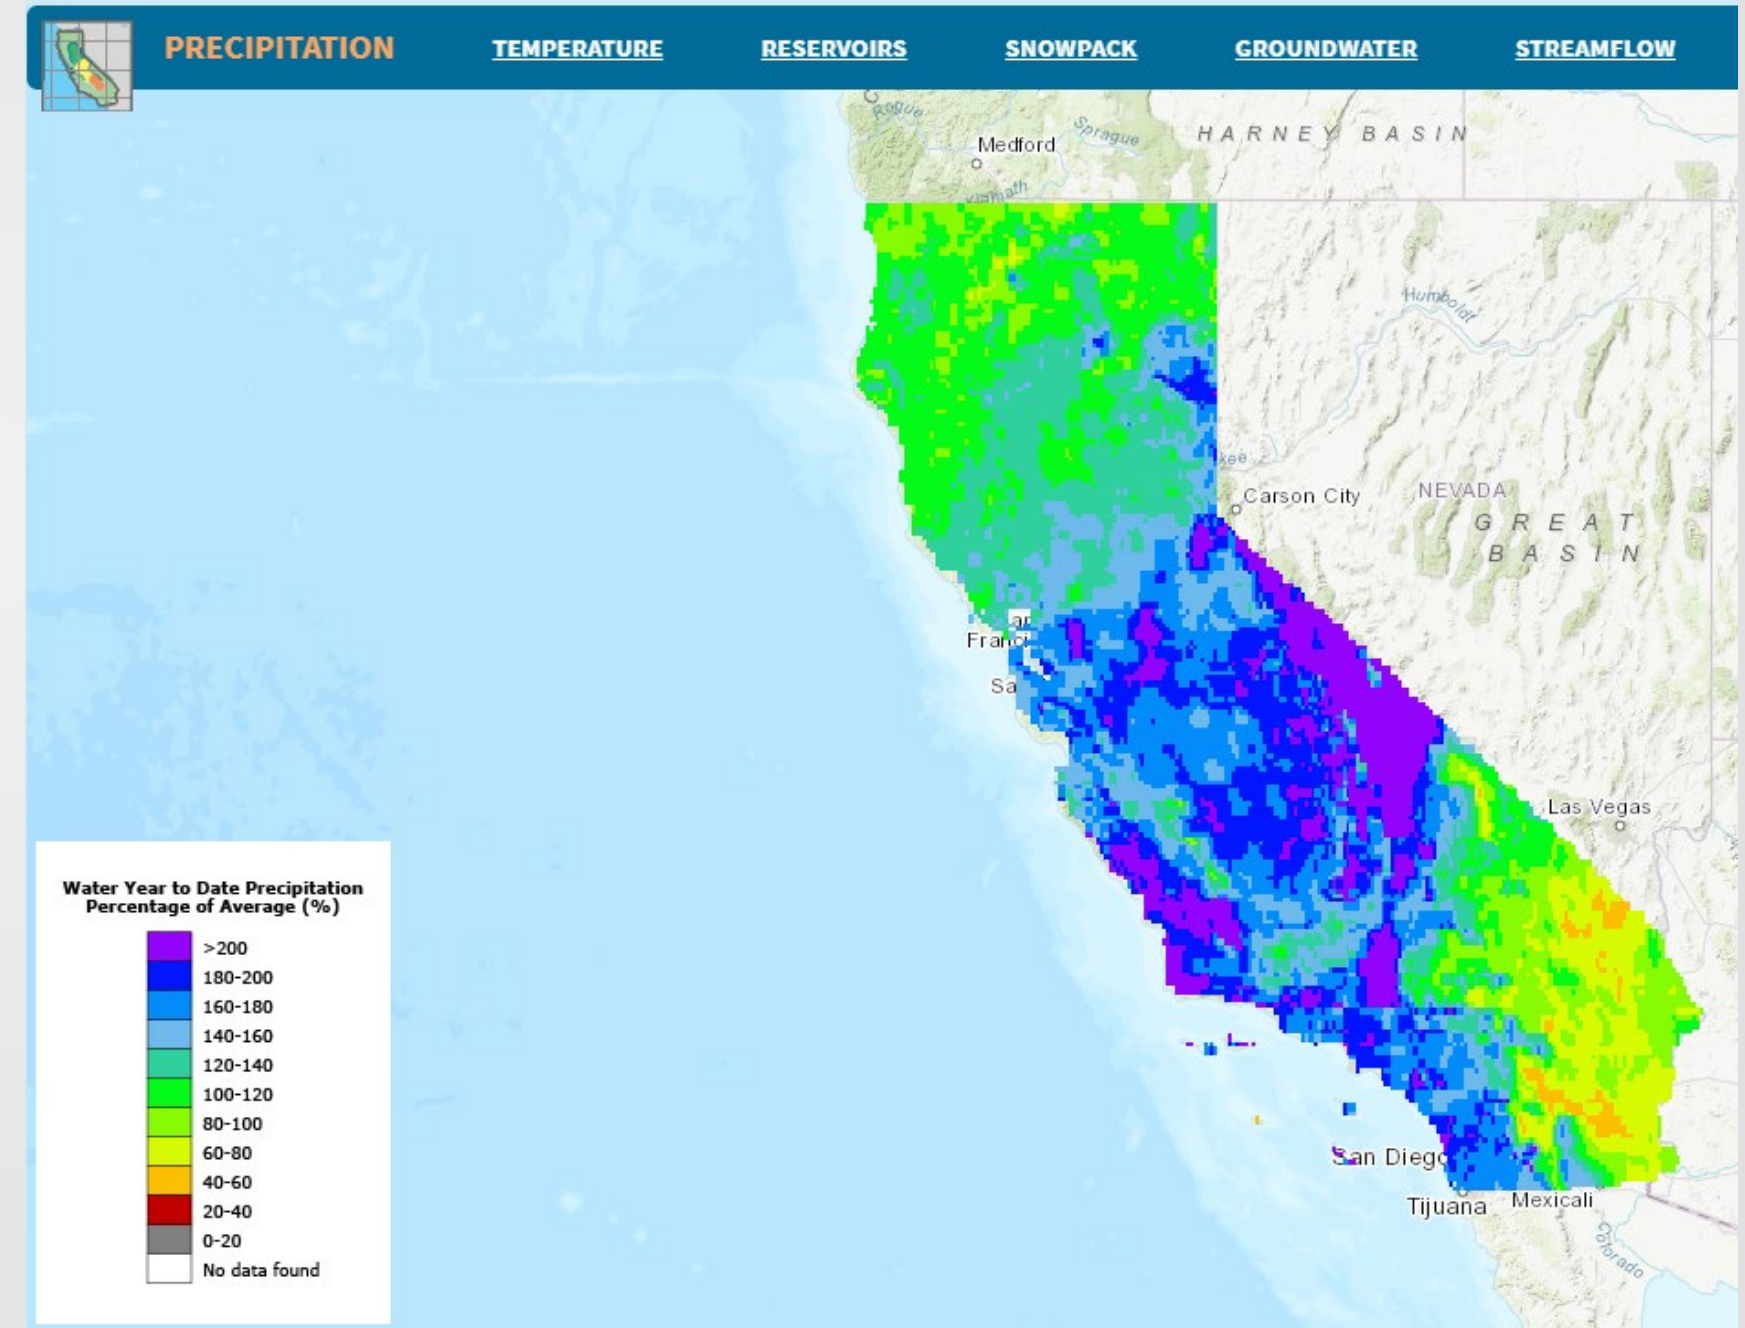 PRECIPITATION TEMPERATURE RESERVOIRS SNOWPACK GROUNDWATER STREAMFLOW
Rogue
Sprague
HARNEY BASIN
Medford
Klamath
Humboldt
kee
Carson City
NEVADA
GREAT
BASIN
Las Vegas
San Diego
Tijuana
Mexicali
Colorado
Water Year to Date Precipitation
Percentage of Average (%)
>200
180-200
160-180
140-160
120-140
100-120
80-100
60-80
40-60
20-40
0-20
No data found